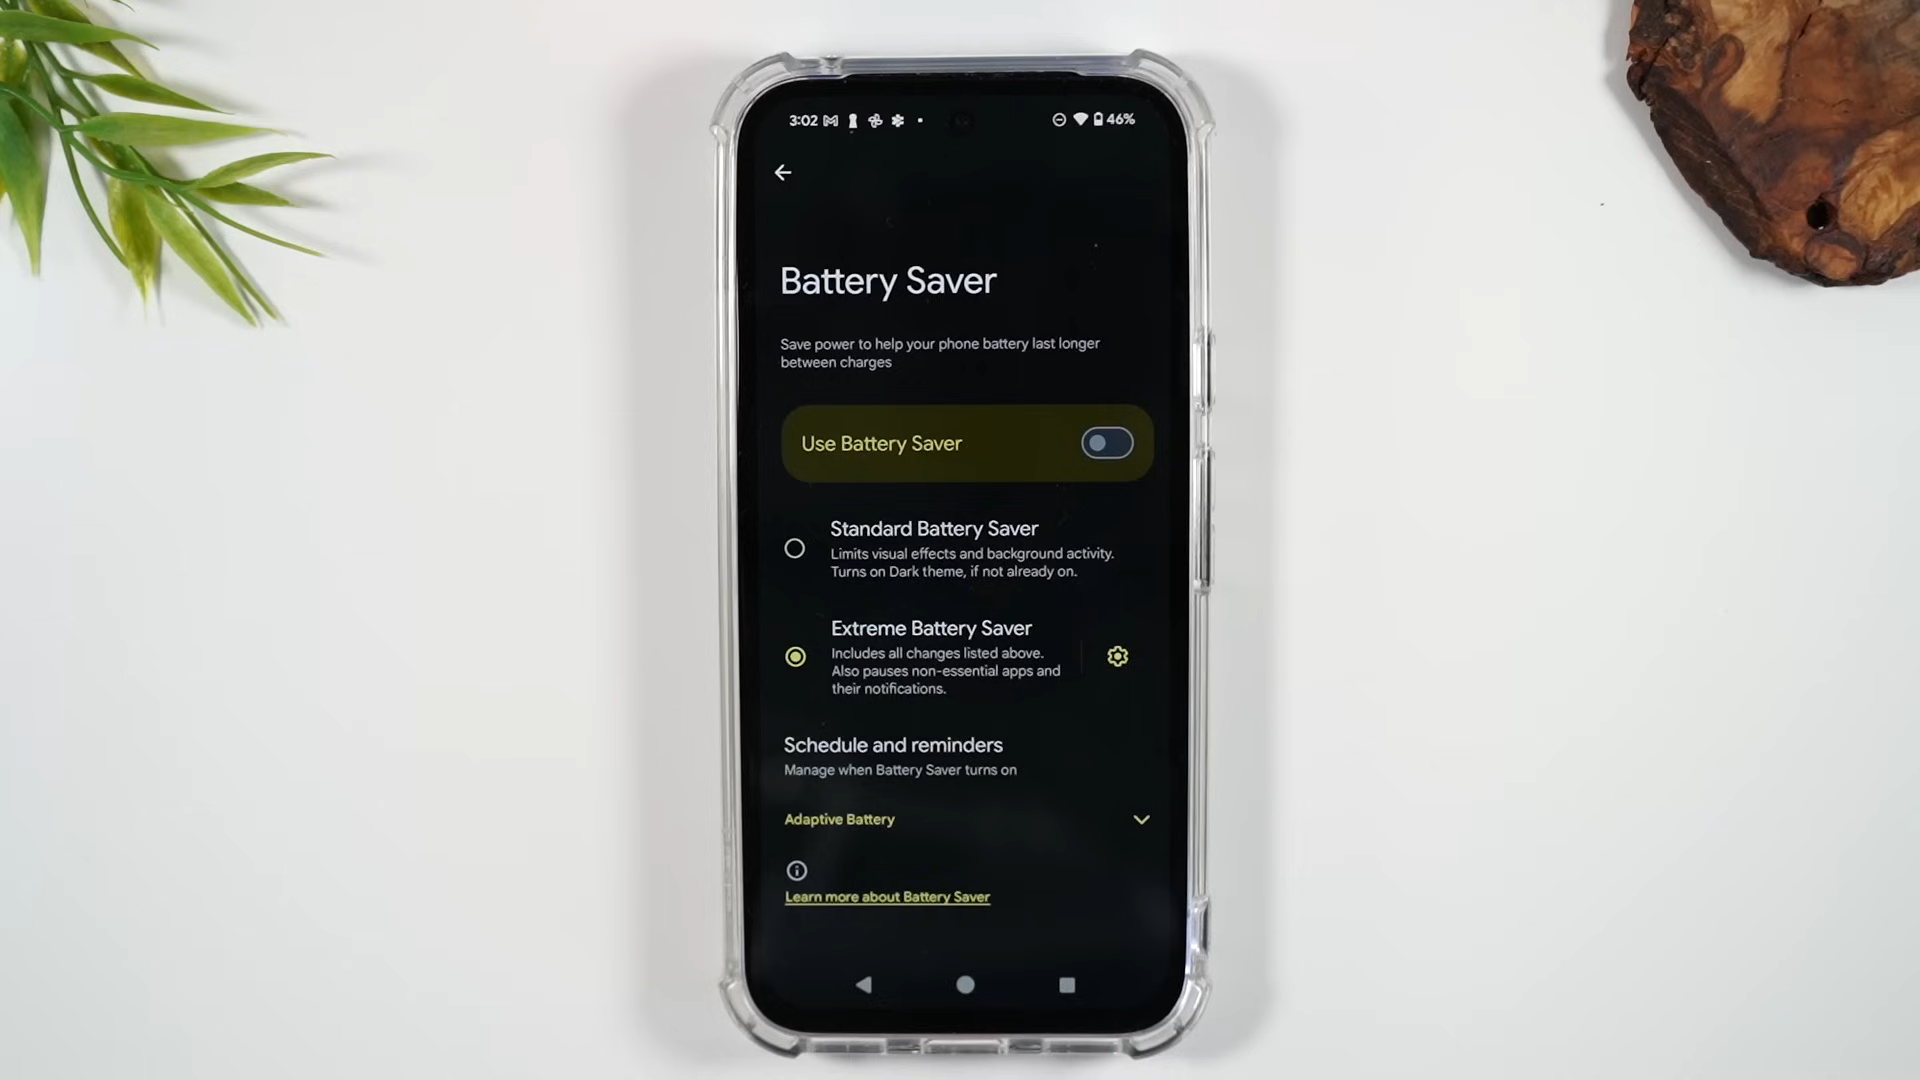 3:02
46%
Battery Saver
Save power to help your phone battery last longer
between charges
Use Battery Saver
Standard Battery Saver
Limits visual effects and background activity.
Turns on Dark theme, if not already on.
Extreme Battery Saver
Includes all changes listed above.
Also pauses non-essential apps and
their notifications.
Schedule and reminders
Manage when Battery Saver turns on
Adaptive Battery
Learn more about Battery Saver